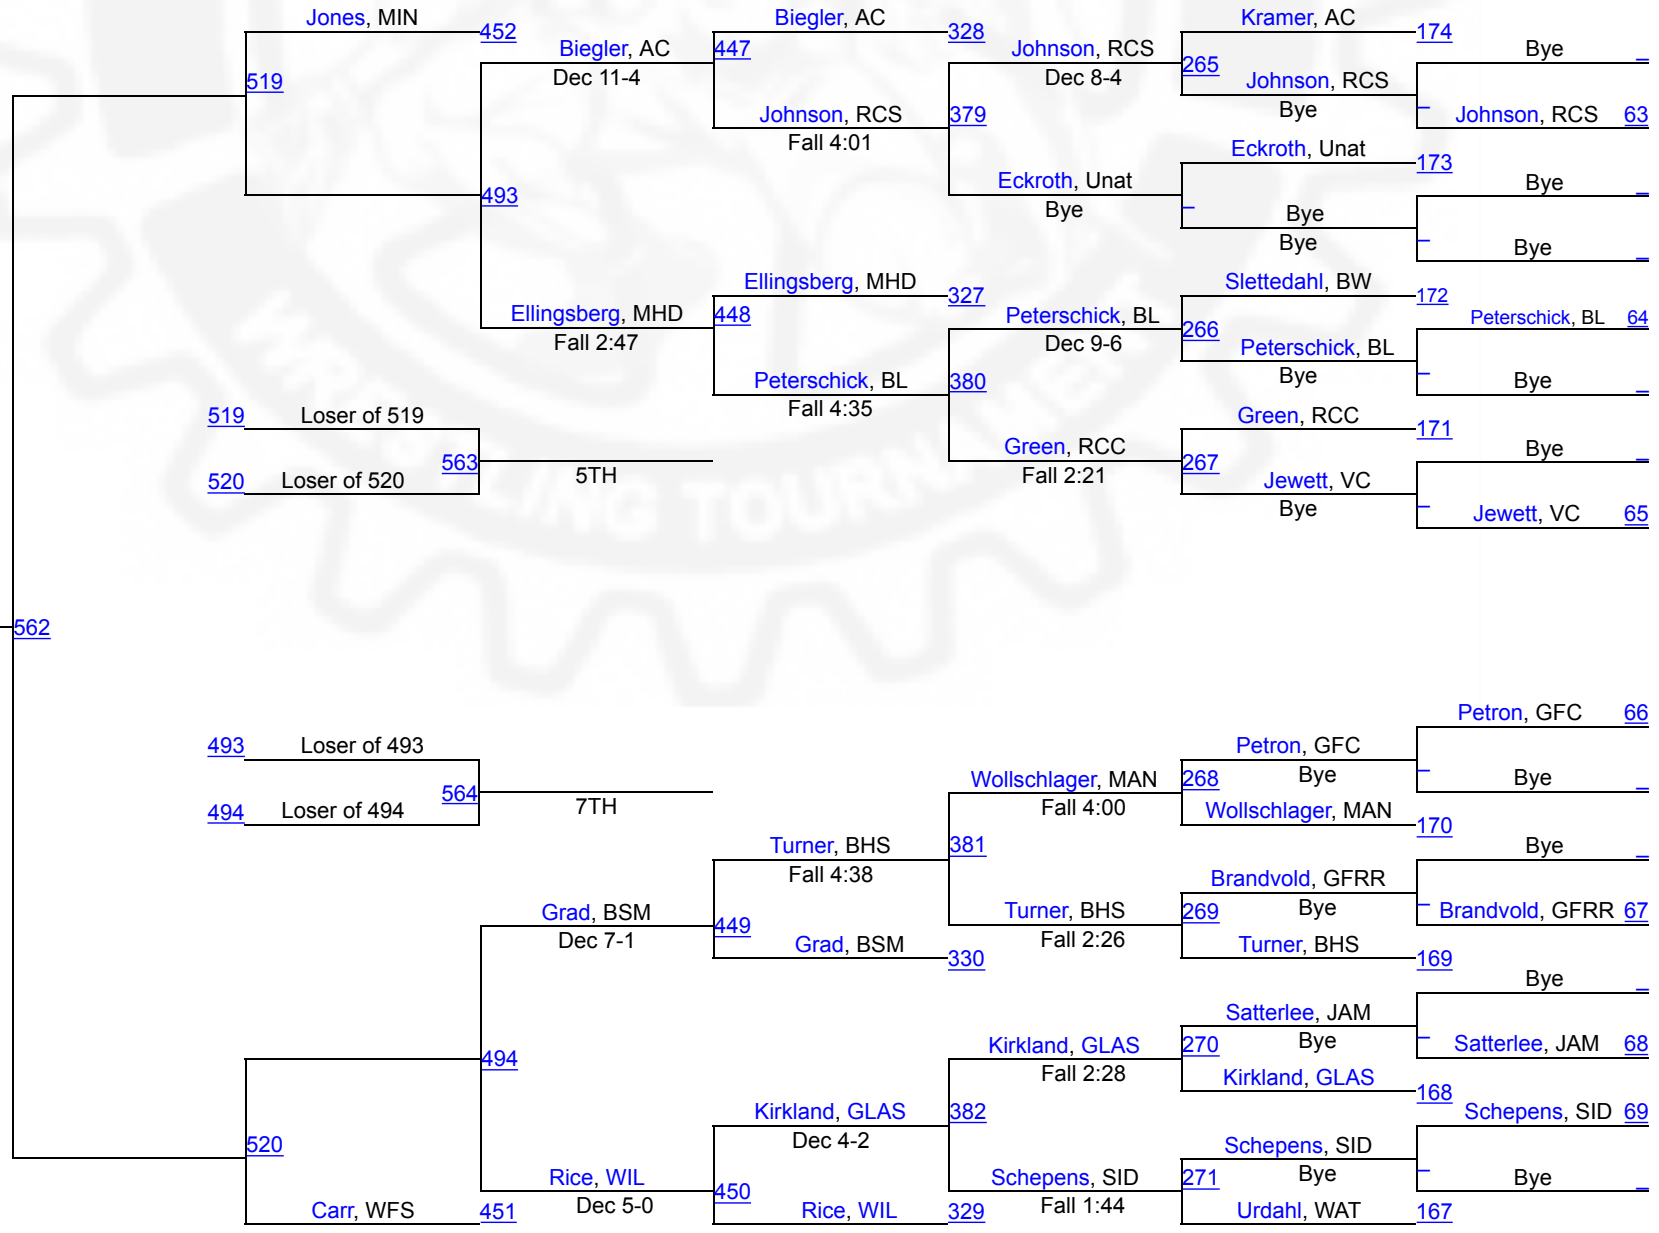 Jones, MIN
452
519
Biegler, AC
Dec 11-4
493
Ellingsberg, MHD
Fall 2:47
Biegler, AC
328
447
Johnson, RCS
Fall 4:01
Ellingsberg, MHD
327
448
Peterschick, BL
Fall 4:35
Johnson, RCS
Dec 8-4
379
Eckroth, Unat
Bye
Peterschick, BL
Dec 9-6
380
Green, RCC
Fall 2:21
Kramer, AC
174
265
Johnson, RCS
Bye
Eckroth, Unat
173
Bye
Bye
Slettedahl, BW
172
266
Peterschick, BL
Bye
Green, RCC
171
267
Jewett, VC
Bye
Bye
Johnson, RCS 63
Bye
Bye
Peterschick, BL 64
Bye
Bye
Jewett, VC 65
519 Loser of 519
563
5TH
520 Loser of 520
WRESTLING TOURNAMENT
562
493 Loser of 493
564
7TH
494 Loser of 494
Grad, BSM
Dec 7-1
494
Rice, WIL
Dec 5-0
520
Carr, WFS
451
Turner, BHS
Fall 4:38
449
Grad, BSM
330
Kirkland, GLAS
Dec 4-2
450
Rice, WIL
329
Wollschlager, MAN
Fall 4:00
381
Turner, BHS
Fall 2:26
Kirkland, GLAS
Fall 2:28
382
Schepens, SID
Fall 1:44
Petron, GFC
Bye
268
Wollschlager, MAN
170
Brandvold, GFRR
Bye
269
Turner, BHS
169
Satterlee, JAM
Bye
270
Kirkland, GLAS
168
Schepens, SID
Bye
271
Urdahl, WAT
167
Petron, GFC 66
Bye
Bye
Brandvold, GFRR 67
Bye
Satterlee, JAM 68
Schepens, SID 69
Bye